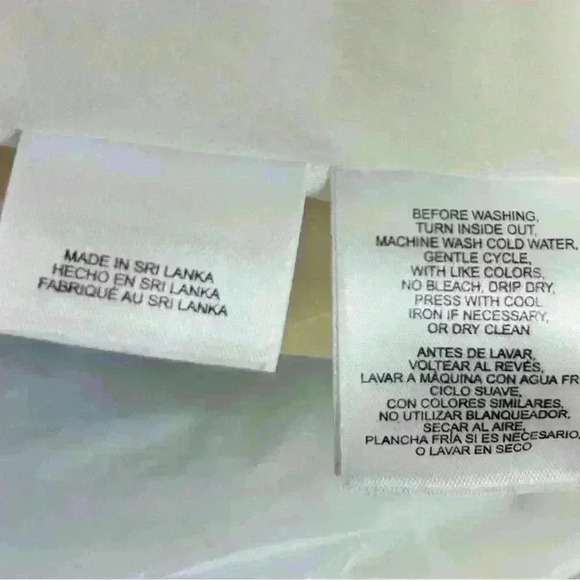 MADE IN SRI LANKA
HECHO EN SRI LANKA
FABRIQUÉ AU SRI LANKA
BEFORE WASHING,
TURN INSIDE OUT,
MACHINE WASH COLD WATER,
GENTLE CYCLE,
WITH LIKE COLORS,
NO BLEACH, DRIP DRY,
PRESS WITH COOL
IRON IF NECESSARY,
OR DRY CLEAN
ANTES DE LAVAR,
VOLTEAR AL REVÉS,
LAVAR A MÁQUINA CON AGUA FR
CICLO SUAVE,
CON COLORES SIMILARES,
NO UTILIZAR BLANQUEADOR,
SECAR AL AIRE,
PLANCHA FRÍA SI ES NECESARIO,
O LAVAR EN SECO